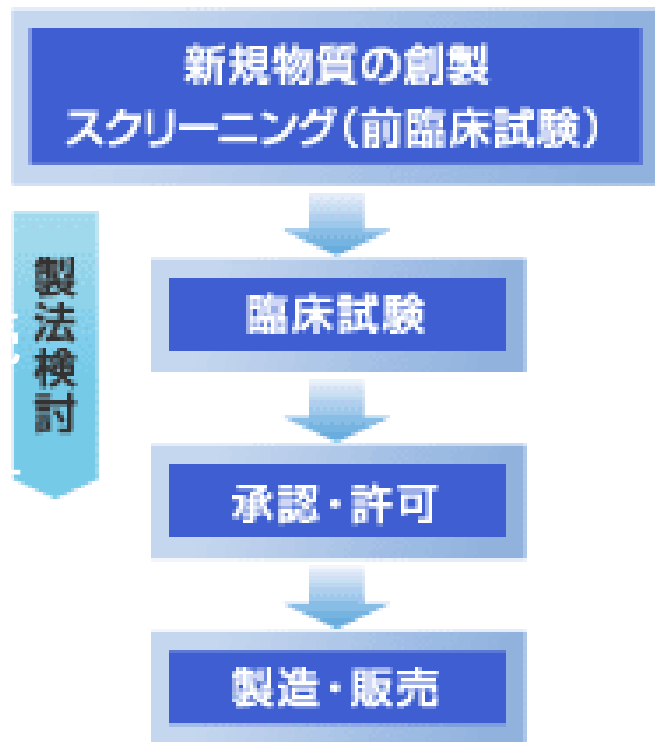 新規物質の創製
スクリーニング(前臨床試験)
製法検討
臨床試験
承認・許可
製造・販売